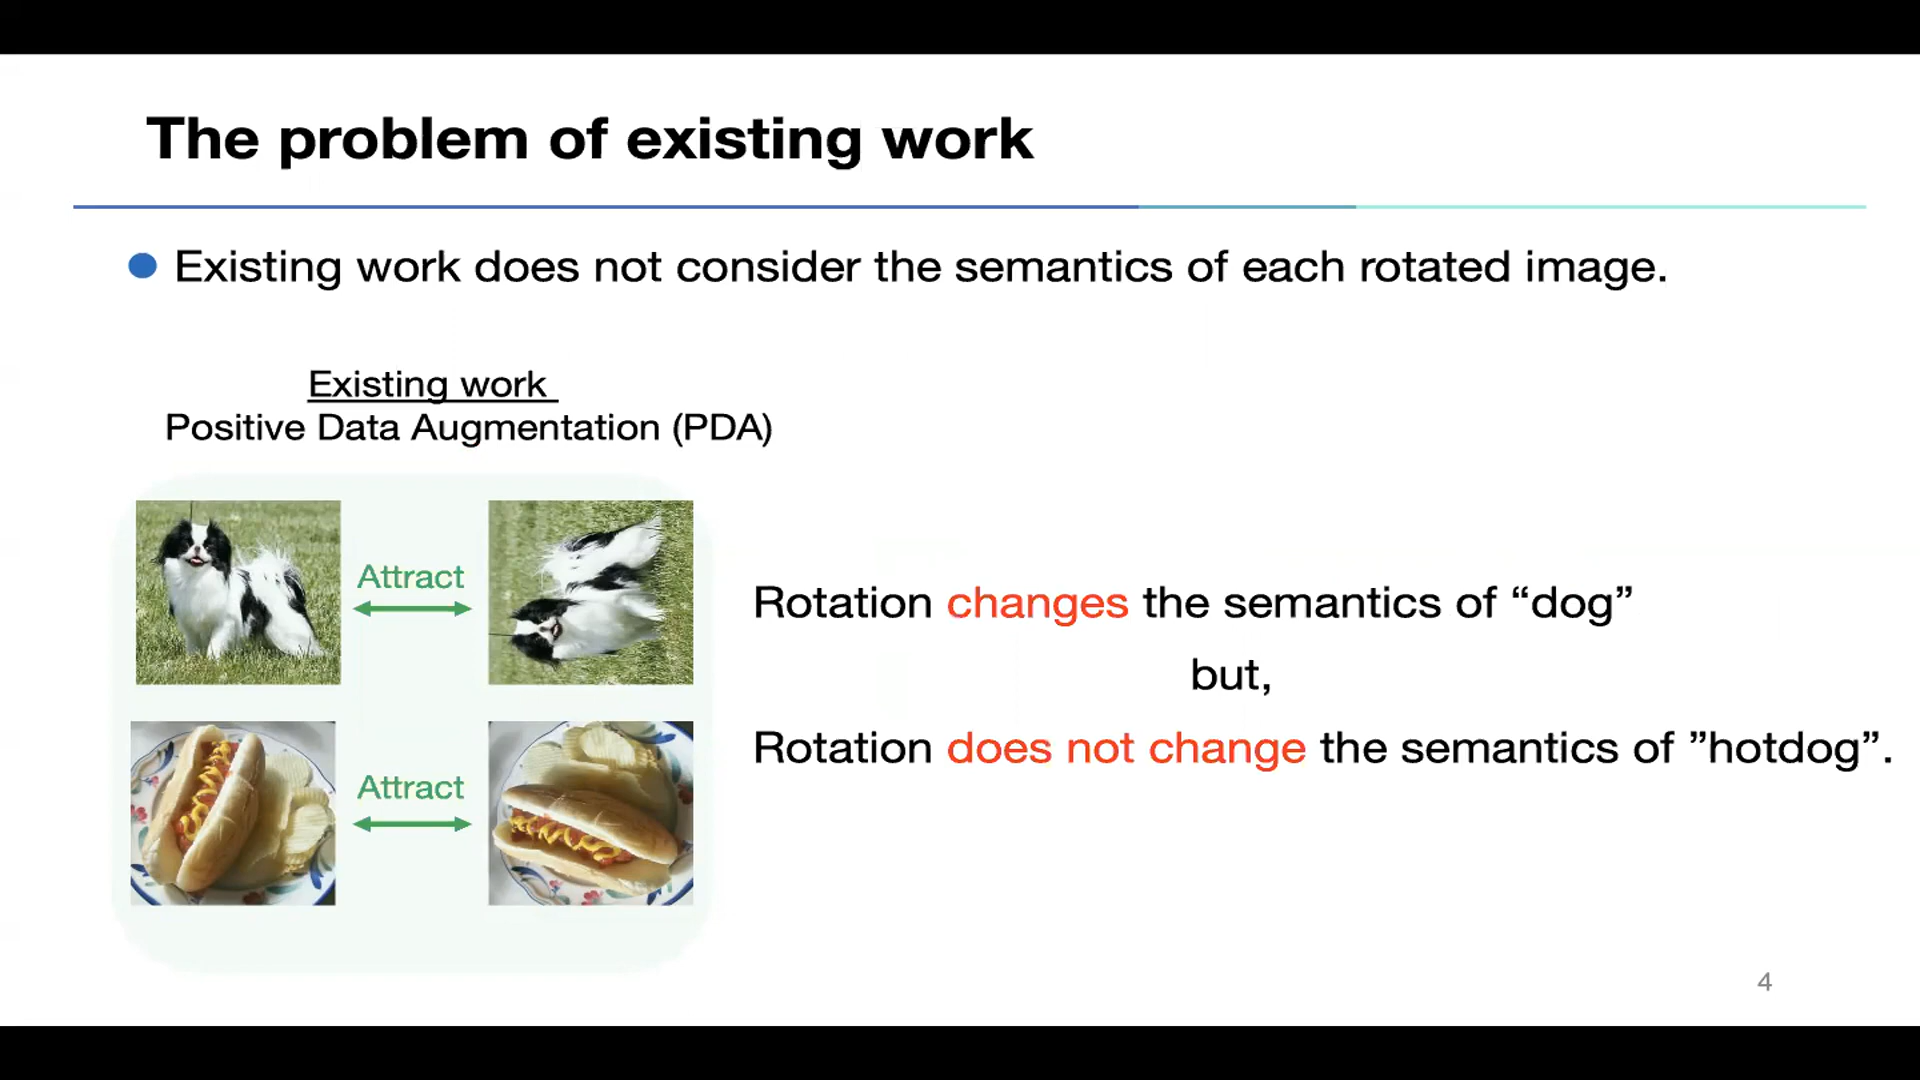 The problem of existing work
Existing work does not consider the semantics of each rotated image.
Existing work
Positive Data Augmentation (PDA)
Attract
Attract
Rotation changes the semantics of “dog”
but,
Rotation does not change the semantics of ”hotdog”.
4